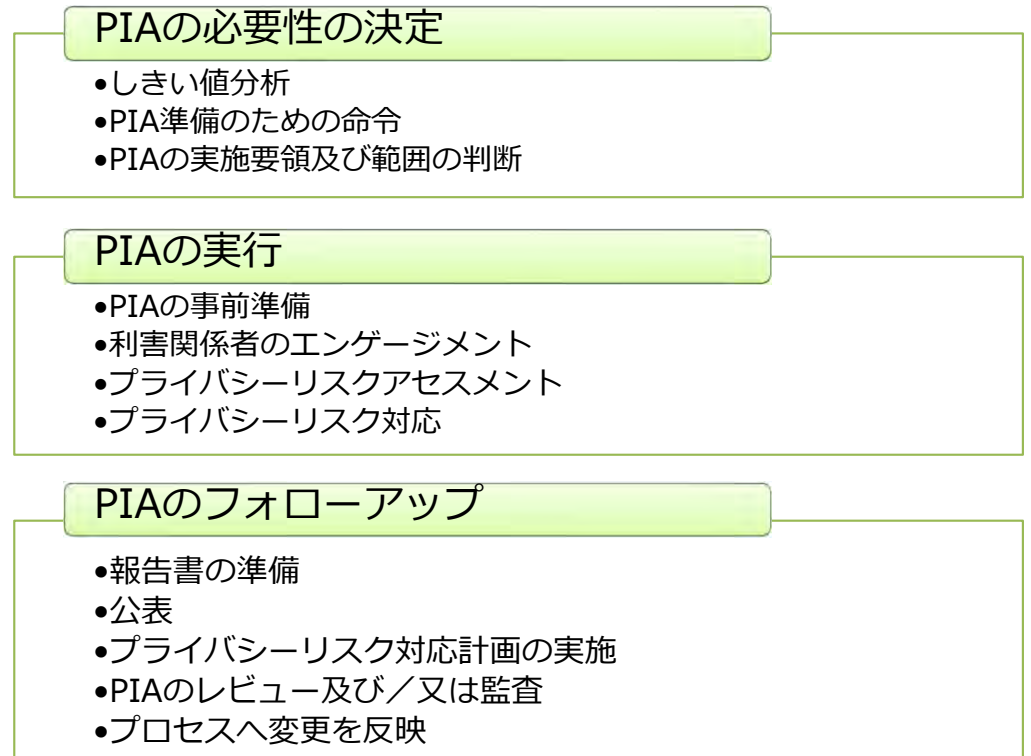 PIAの必要性の決定
•しきい値分析
•PIA準備のための命令
•PIAの実施要領及び範囲の判断
PIAの実行
•PIAの事前準備
•利害関係者のエンゲージメント
•プライバシーリスクアセスメント
•プライバシーリスク対応
PIAのフォローアップ
•報告書の準備
•公表
•プライバシーリスク対応計画の実施
•PIAのレビュー及び／又は監査
•プロセスへ変更を反映